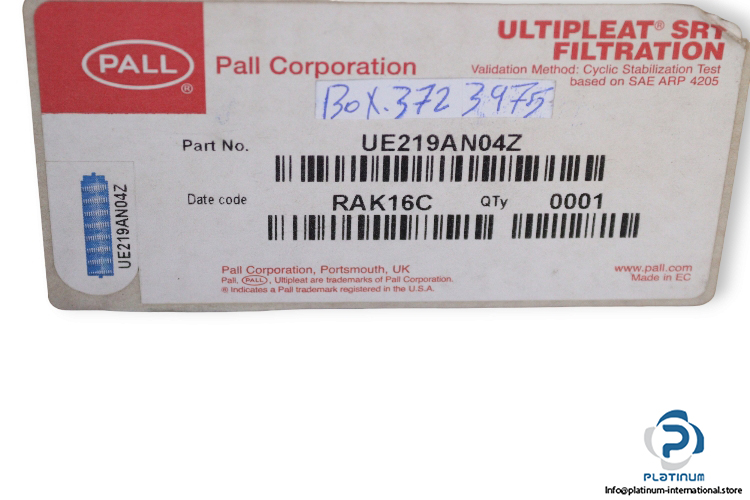 PALL
®
Pall Corporation
ULTIPLEAT® SRT
FILTRATION
Validation Method: Cyclic Stabilization Test
based on SAE ARP 4205
Box.372 3975
Part No. UE219AN04Z
Date code RAK16C QTy 0001
UE219AN04Z
Pall Corporation, Portsmouth, UK
Pall, PALL, Ultipleat are trademarks of Pall Corporation.
® Indicates a Pall trademark registered in the U.S.A.
www.pall.com
Made in EC
PLATINUM
Info@platinum-international.store